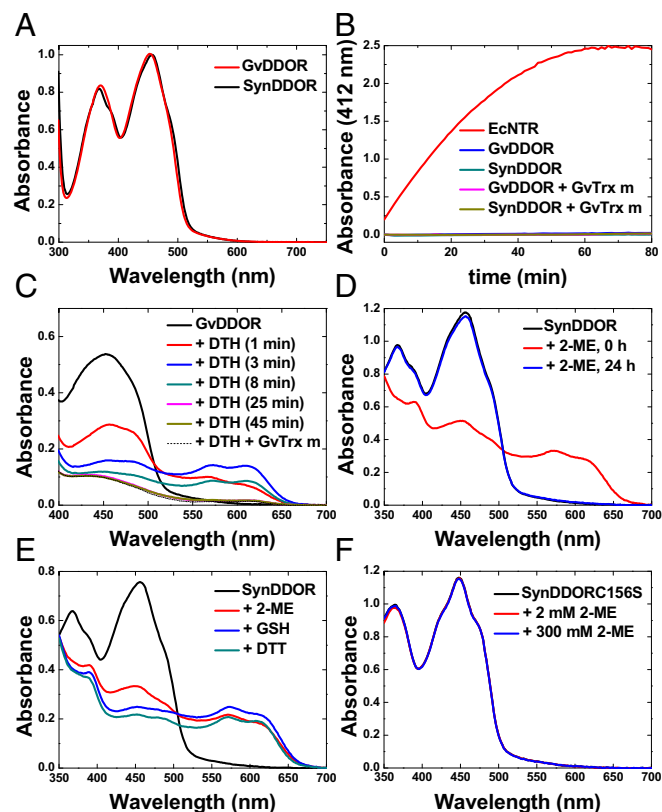 A
B
Absorbance
1.0
0.8
0.6
0.4
0.2
0.0
300 400 500 600 700
Wavelength (nm)
GvDDOR
SynDDOR
Absorbance (412 nm)
2.5
2.0
1.5
1.0
0.5
0.0
0 20 40 60 80
time (min)
EcNTR
GvDDOR
SynDDOR
GvDDOR + GvTrx m
SynDDOR + GvTrx m
C
D
Absorbance
0.6
0.4
0.2
0.0
400 450 500 550 600 650 700
Wavelength (nm)
GvDDOR
+ DTH (1 min)
+ DTH (3 min)
+ DTH (8 min)
+ DTH (25 min)
+ DTH (45 min)
+ DTH + GvTrx m
Absorbance
1.2
1.0
0.8
0.6
0.4
0.2
0.0
350 400 450 500 550 600 650 700
Wavelength (nm)
SynDDOR
+ 2-ME, 0 h
+ 2-ME, 24 h
E
F
Absorbance
0.8
0.6
0.4
0.2
0.0
350 400 450 500 550 600 650 700
Wavelength (nm)
SynDDOR
+ 2-ME
+ GSH
+ DTT
Absorbance
1.2
1.0
0.8
0.6
0.4
0.2
0.0
350 400 450 500 550 600 650 700
Wavelength (nm)
SynDDORC156S
+ 2 mM 2-ME
+ 300 mM 2-ME